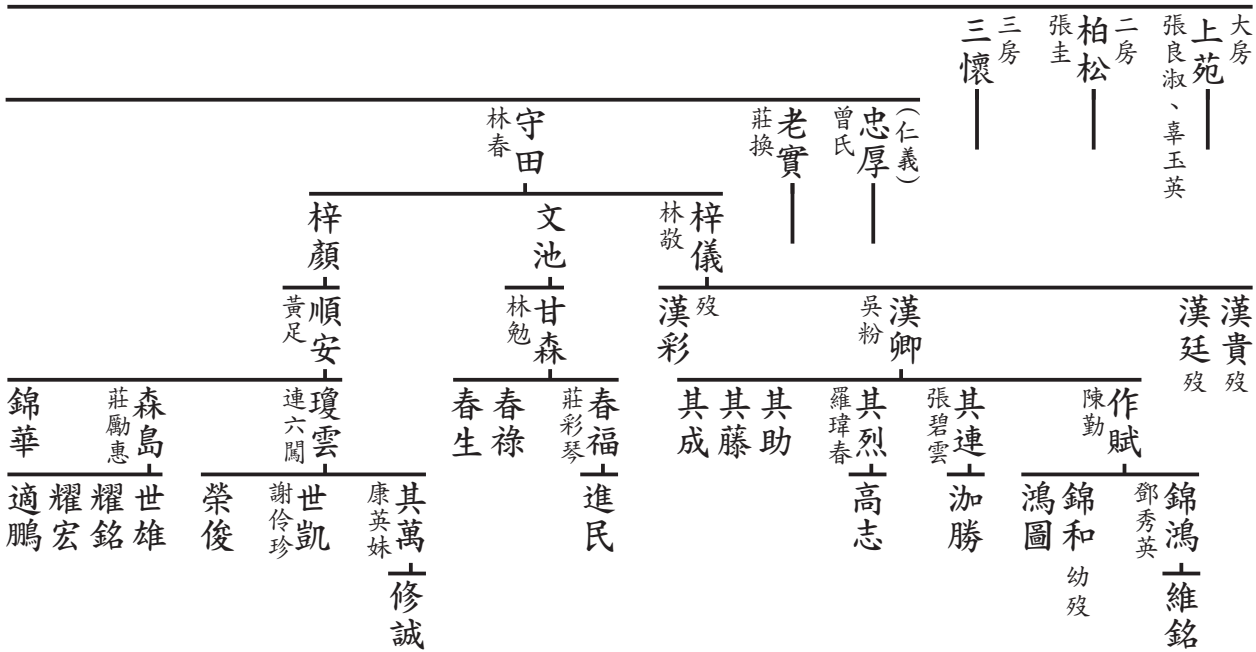 大房
上苑
張良淑、辜玉英
二房
柏松
張圭
三房
三懷
(仁義)
忠厚
曾氏
老實
莊換
守田
林春
梓儀
林敬
文池
梓顏
漢貴 歿
漢廷 歿
漢卿
吳粉
歿
漢彩
甘森
林勉
順安
黃足
作賦
陳勤
其連
張碧雲
其烈
羅瑋春
其助
其藤
其成
春福
莊彩琴
春祿
春生
瓊雲
連六闖
森島
莊勵惠
錦華
錦鴻
鄧秀英
錦和 幼歿
鴻圖
泇勝
高志
進民
其萬
康英妹
世凱
謝伶珍
榮俊
世雄
耀銘
耀宏
適鵬
維銘
修誠